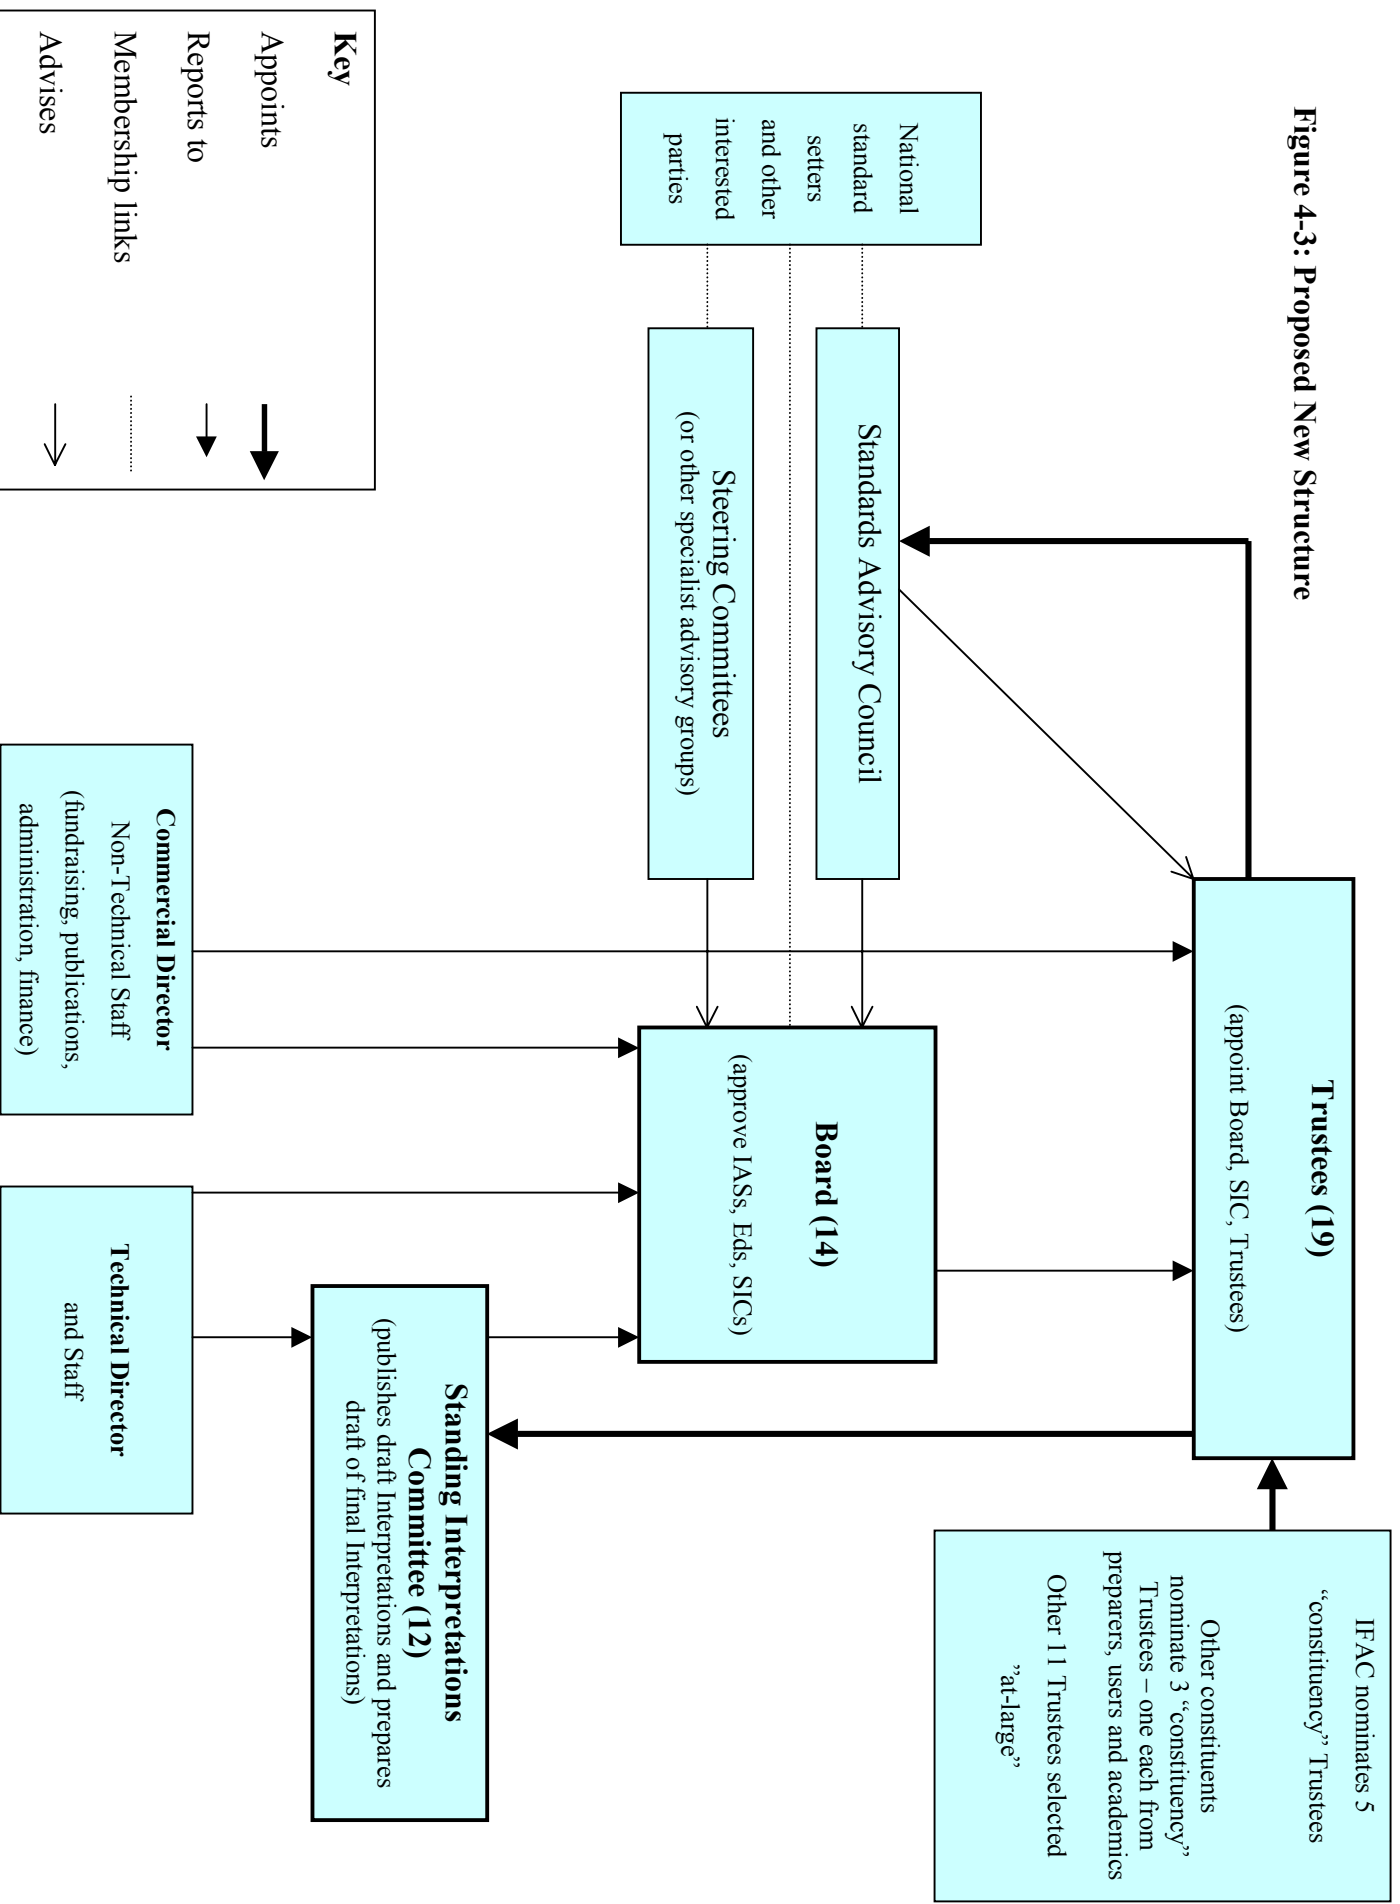 Figure 4-3: Proposed New Structure
Trustees (19)
(appoint Board, SIC, Trustees)
IFAC nominates 5
“constituency” Trustees
Other constituents
nominate 3 “constituency”
Trustees – one each from
preparers, users and academics
Other 11 Trustees selected
”at-large”
National
standard
setters
and other
interested
parties
Standards Advisory Council
Steering Committees
(or other specialist advisory groups)
Board (14)
(approve IASs, Eds, SICs)
Standing Interpretations
Committee (12)
(publishes draft Interpretations and prepares
draft of final Interpretations)
Key
Appoints
Reports to
Membership links
Advises
Commercial Director
Non-Technical Staff
(fundraising, publications,
administration, finance)
Technical Director
and Staff